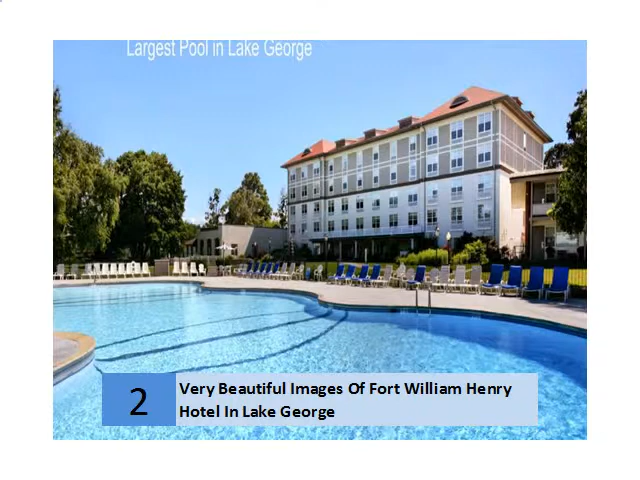 Largest Pool in Lake George
2
Very Beautiful Images Of Fort William Henry
Hotel In Lake George